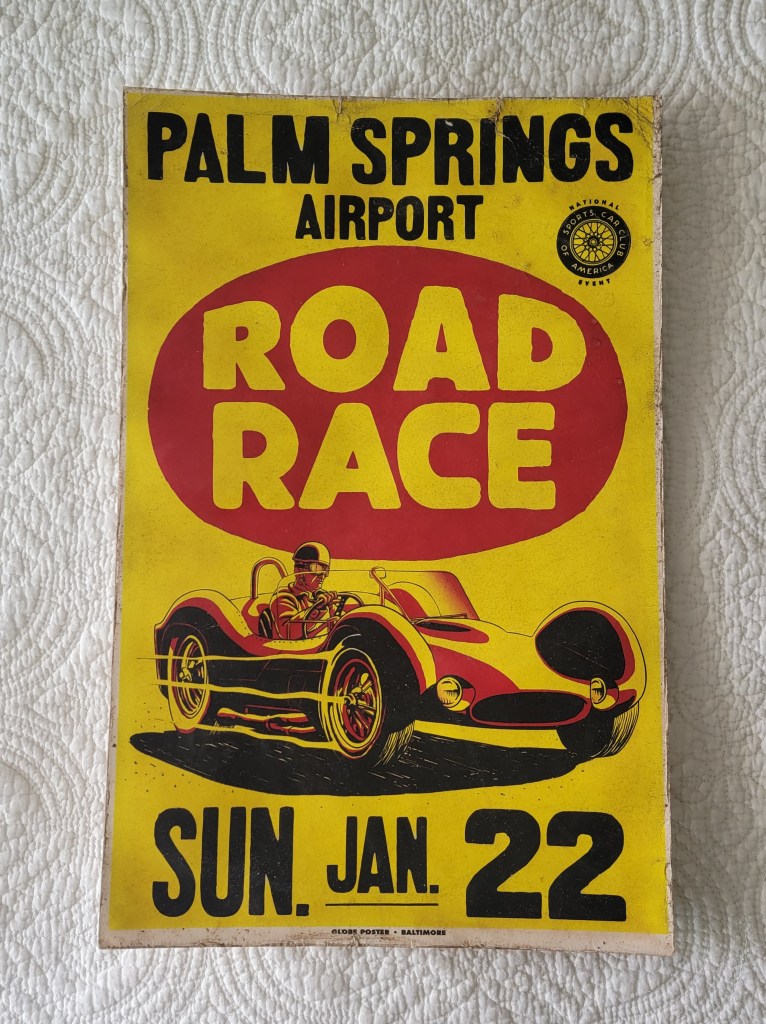 PALM SPRINGS
AIRPORT
NATIONAL
SPORTS CAR CLUB
OF AMERICA
EVENT
ROAD
RACE
SUN. JAN. 22
GLOBE POSTER • BALTIMORE